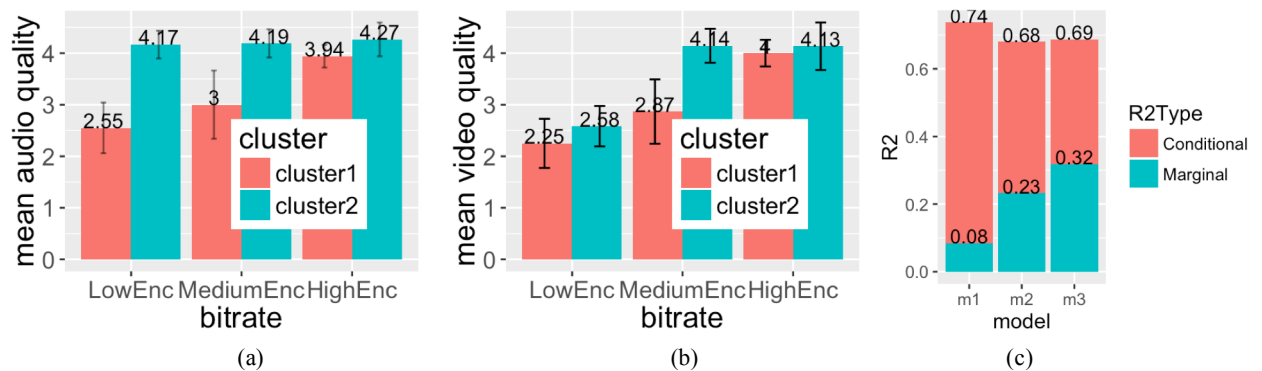 mean audio quality
4
3
2
1
0
2.55
4.17
3
4.19
3.94
4.27
cluster
cluster1
cluster2
LowEnc MediumEnc HighEnc
bitrate
(a)
mean video quality
4
3
2
1
0
2.25
2.58
2.87
4.14
4
4.13
cluster
cluster1
cluster2
LowEnc MediumEnc HighEnc
bitrate
(b)
R2
0.6
0.4
0.2
0.0
0.74
0.68
0.69
0.08
0.23
0.32
m1 m2 m3
model
R2Type
Conditional
Marginal
(c)